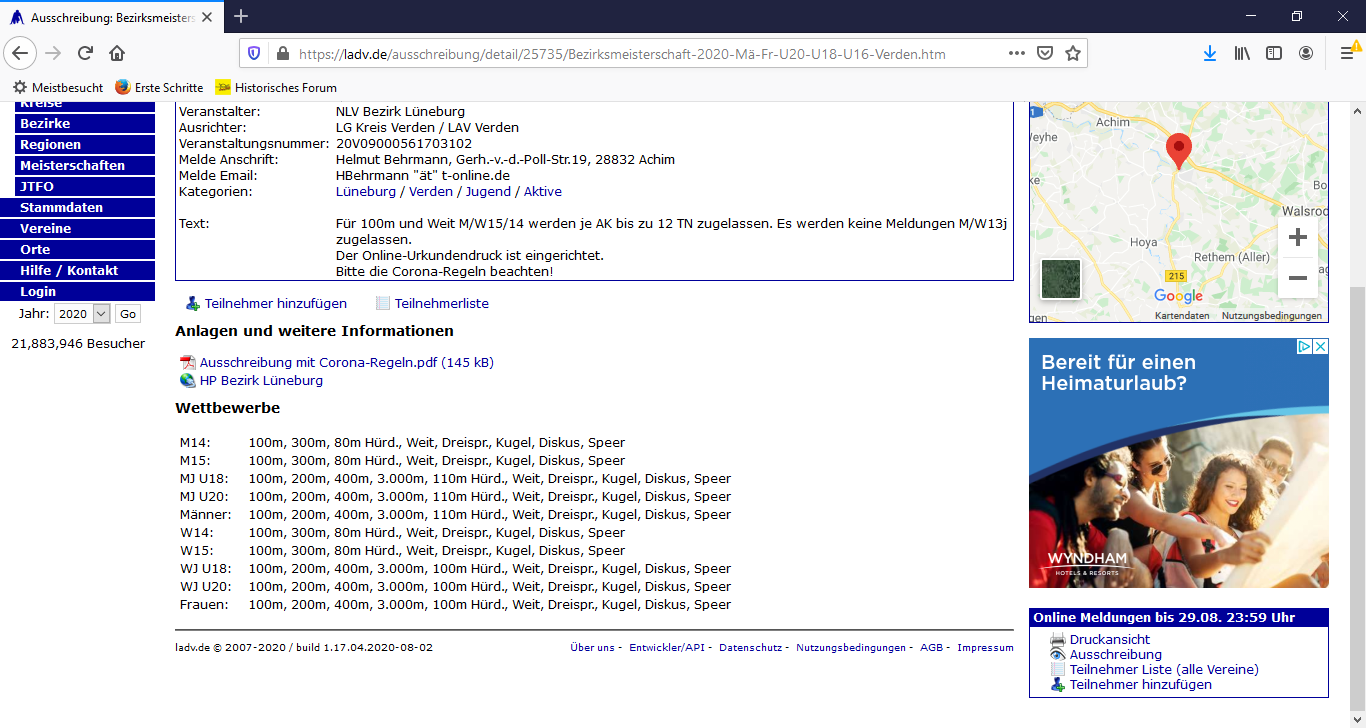 Ausschreibung: Bezirksmeisters
https://ladv.de/ausschreibung/detail/25735/Bezirksmeisterschaft-2020-Mä-Fr-U20-U18-U16-Verden.htm
Meistbesucht Erste Schritte Historisches Forum
Kreise
Bezirke
Regionen
Meisterschaften
JTFO
Stammdaten
Vereine
Orte
Hilfe / Kontakt
Login
Jahr: 2020 Go
21,883,946 Besucher
Veranstalter: NLV Bezirk Lüneburg
Ausrichter: LG Kreis Verden / LAV Verden
Veranstaltungsnummer: 20V09000561703102
Melde Anschrift: Helmut Behrmann, Gerh.-v.-d.-Poll-Str.19, 28832 Achim
Melde Email: HBehrmann "ät" t-online.de
Kategorien: Lüneburg / Verden / Jugend / Aktive
Text: Für 100m und Weit M/W15/14 werden je AK bis zu 12 TN zugelassen. Es werden keine Meldungen M/W13j
zugelassen.
Der Online-Urkundendruck ist eingerichtet.
Bitte die Corona-Regeln beachten!
Teilnehmer hinzufügen Teilnehmerliste
Anlagen und weitere Informationen
Ausschreibung mit Corona-Regeln.pdf (145 kB)
HP Bezirk Lüneburg
Wettbewerbe
M14: 100m, 300m, 80m Hürd., Weit, Dreispr., Kugel, Diskus, Speer
M15: 100m, 300m, 80m Hürd., Weit, Dreispr., Kugel, Diskus, Speer
MJ U18: 100m, 200m, 400m, 3.000m, 110m Hürd., Weit, Dreispr., Kugel, Diskus, Speer
MJ U20: 100m, 200m, 400m, 3.000m, 110m Hürd., Weit, Dreispr., Kugel, Diskus, Speer
Männer: 100m, 200m, 400m, 3.000m, 110m Hürd., Weit, Dreispr., Kugel, Diskus, Speer
W14: 100m, 300m, 80m Hürd., Weit, Dreispr., Kugel, Diskus, Speer
W15: 100m, 300m, 80m Hürd., Weit, Dreispr., Kugel, Diskus, Speer
WJ U18: 100m, 200m, 400m, 3.000m, 100m Hürd., Weit, Dreispr., Kugel, Diskus, Speer
WJ U20: 100m, 200m, 400m, 3.000m, 100m Hürd., Weit, Dreispr., Kugel, Diskus, Speer
Frauen: 100m, 200m, 400m, 3.000m, 100m Hürd., Weit, Dreispr., Kugel, Diskus, Speer
ladv.de © 2007-2020 / build 1.17.04.2020-08-02 Über uns - Entwickler/API - Datenschutz - Nutzungsbedingungen - AGB - Impressum
1
Achim
eyhe
ke
Bo
Walsrod
Hoya
Rethem (Aller)
ag
215
Google
gen
Kartendaten Nutzungsbedingungen
Bereit für einen
Heimaturlaub?
WYNDHAM
HOTELS & RESORTS
Online Meldungen bis 29.08. 23:59 Uhr
Druckansicht
Ausschreibung
Teilnehmer Liste (alle Vereine)
Teilnehmer hinzufügen